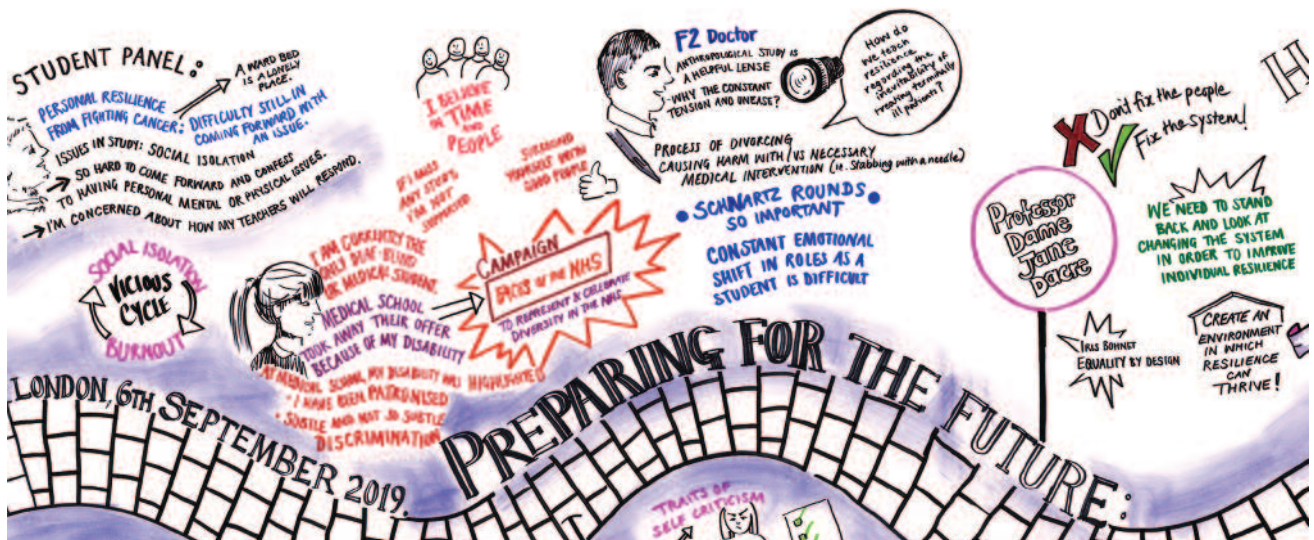 STUDENT PANEL:
PERSONAL RESILIENCE
FROM FIGHTING CANCER:
A WARD BED
IS A LONELY
PLACE.
DIFFICULTY STILL IN
COMING FORWARD WITH
AN ISSUE.
ISSUES IN STUDY: SOCIAL ISOLATION
SO HARD TO COME FORWARD AND CONFESS
TO HAVING PERSONAL MENTAL OR PHYSICAL ISSUES.
I'M CONCERNED ABOUT HOW MY TEACHERS WILL RESPOND.
SOCIAL ISOLATION
VICIOUS
CYCLE
BURNOUT
I BELIEVE
IN TIME
AND
PEOPLE
IF I MISS
ANY STUDY
I'M NOT
SUPPORTED
SURROUND
YOURSELF WITH
GOOD PEOPLE
I AM CURRENTLY THE
ONLY DEAF-BLIND
UK MEDICAL STUDENT.
MEDICAL SCHOOL
TOOK AWAY THEIR OFFER
BECAUSE OF MY DISABILITY
AT MEDICAL SCHOOL MY DISABILITY WAS HIGHLIGHTED
• I HAVE BEEN PATRONISED
• SUBTLE AND NOT SO SUBTLE
DISCRIMINATION
CAMPAIGN
FACES OF THE NHS
TO REPRESENT & CELEBRATE
DIVERSITY IN THE NHS
F2 Doctor
ANTHROPOLOGICAL STUDY IS
A HELPFUL LENSE
-WHY THE CONSTANT
TENSION AND UNEASE?
How do
we teach
resilience
regarding the
inevitability of
treating terminally
ill patients?
PROCESS OF DIVORCING
CAUSING HARM WITH/VS NECESSARY
MEDICAL INTERVENTION (ie. Stabbing with a needle)
• SCHWARTZ ROUNDS •
SO IMPORTANT
CONSTANT EMOTIONAL
SHIFT IN ROLES AS A
STUDENT IS DIFFICULT
Don't fix the people
Fix the system!
Professor
Dame
Jane
Dacre
WE NEED TO STAND
BACK AND LOOK AT
CHANGING THE SYSTEM
IN ORDER TO IMPROVE
INDIVIDUAL RESILIENCE
IRIS BOHNET
EQUALITY BY DESIGN
CREATE AN
ENVIRONMENT
IN WHICH
RESILIENCE
CAN
THRIVE!
H
LONDON, 6TH SEPTEMBER 2019.
PREPARING FOR THE FUTURE:
TRAITS OF
SELF CRITICISM